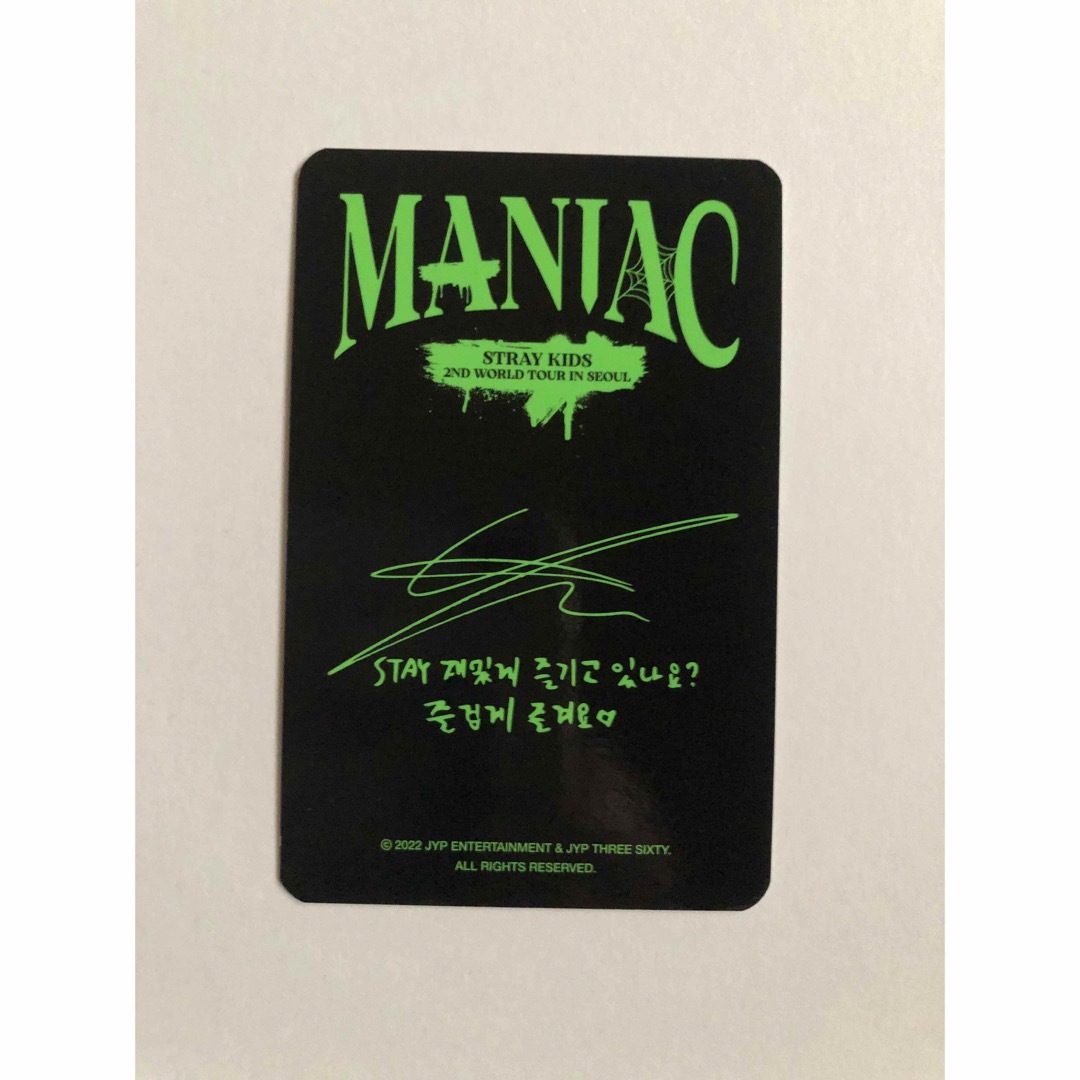 MANIAC
STRAY KIDS
2ND WORLD TOUR IN SEOUL
STAY 재밌게 즐기고 있나요?
즐겁게 즐겨요♡
© 2022 JYP ENTERTAINMENT & JYP THREE SIXTY.
ALL RIGHTS RESERVED.